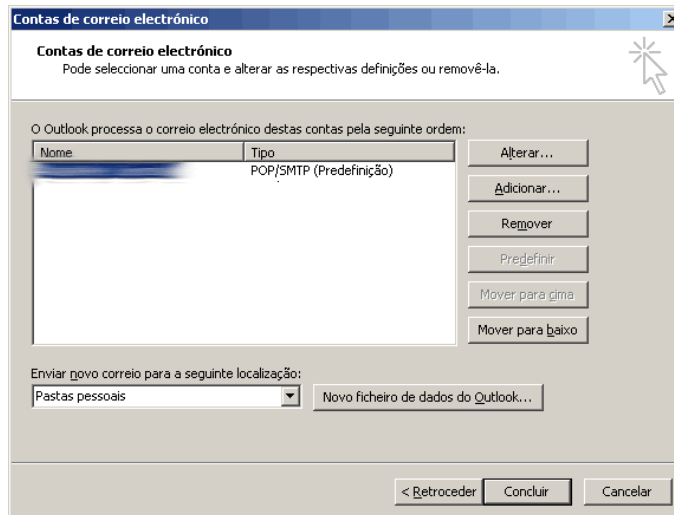 Contas de correio electrónico
Contas de correio electrónico
Pode seleccionar uma conta e alterar as respectivas definições ou removê-la.
O Outlook processa o correio electrónico destas contas pela seguinte ordem:
Nome Tipo
POP/SMTP (Predefinição)
Alterar...
Adicionar...
Remover
Predefinir
Mover para cima
Mover para baixo
Enviar novo correio para a seguinte localização:
Pastas pessoais
Novo ficheiro de dados do Outlook...
< Retroceder Concluir Cancelar